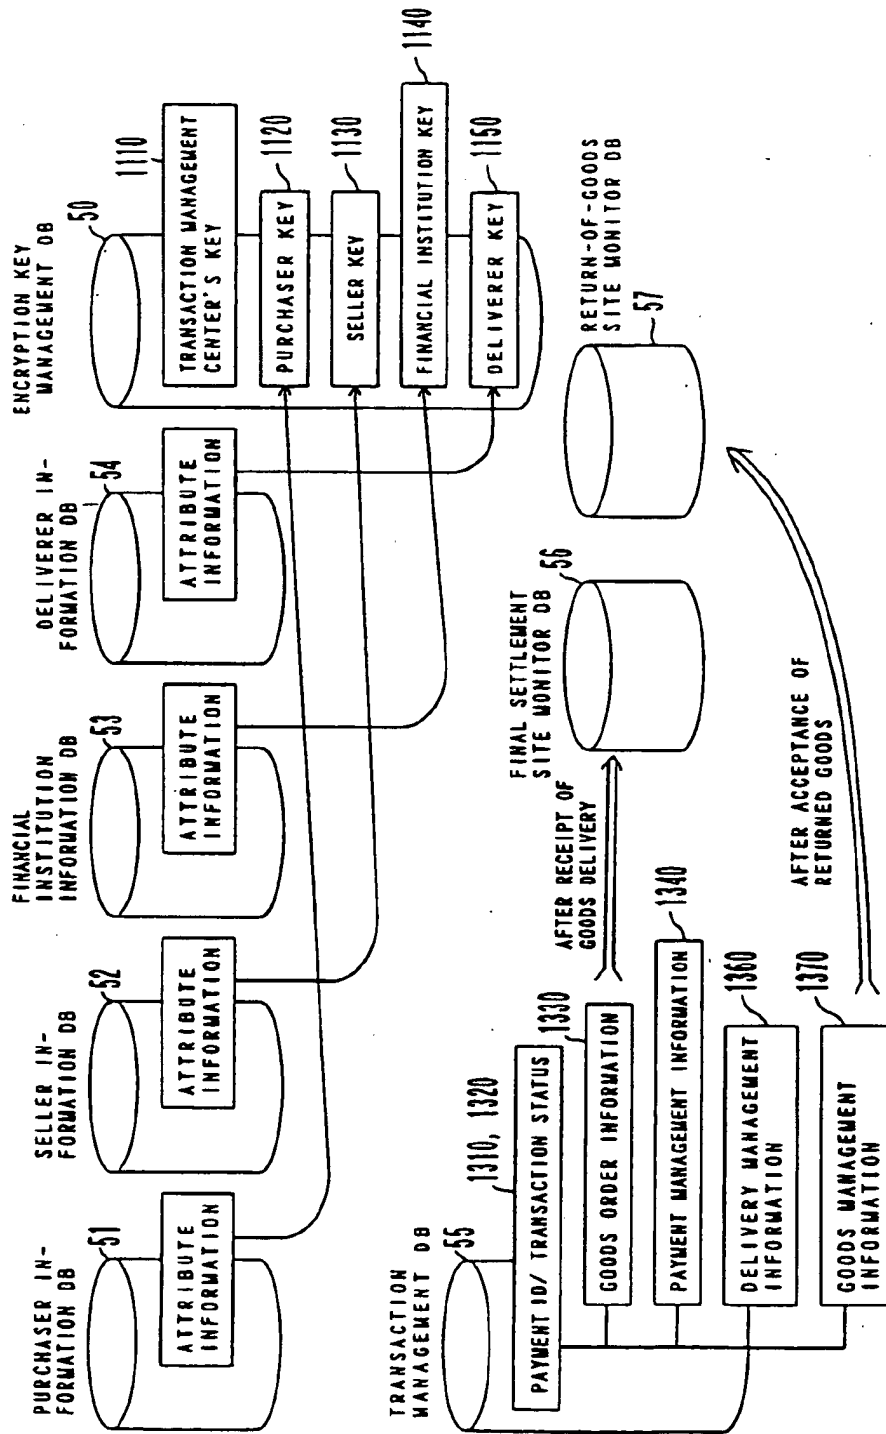 PURCHASER IN-
FORMATION DB
51
ATTRIBUTE
INFORMATION
SELLER IN-
FORMATION DB
52
ATTRIBUTE
INFORMATION
FINANCIAL
INSTITUTION
INFORMATION DB
53
ATTRIBUTE
INFORMATION
DELIVERER IN-
FORMATION DB
54
ATTRIBUTE
INFORMATION
ENCRYPTION KEY
MANAGEMENT DB
50
1110
TRANSACTION MANAGEMENT
CENTER'S KEY
1120
PURCHASER KEY
1130
SELLER KEY
1140
FINANCIAL INSTITUTION KEY
1150
DELIVERER KEY
TRANSACTION
MANAGEMENT DB
55
1310, 1320
PAYMENT ID/ TRANSACTION STATUS
1330
GOODS ORDER INFORMATION
1340
PAYMENT MANAGEMENT INFORMATION
1360
DELIVERY MANAGEMENT
INFORMATION
1370
GOODS MANAGEMENT
INFORMATION
AFTER RECEIPT OF
GOODS DELIVERY
FINAL SETTLEMENT
SITE MONITOR DB
56
AFTER ACCEPTANCE OF
RETURNED GOODS
RETURN-OF-GOODS
SITE MONITOR DB
57